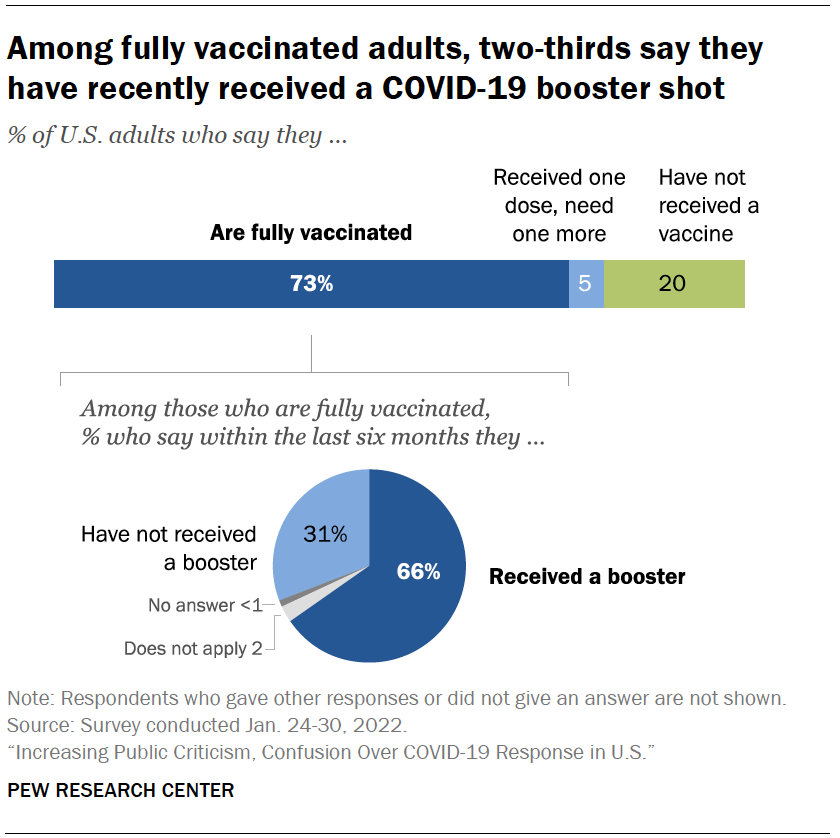 Among fully vaccinated adults, two-thirds say they
have recently received a COVID-19 booster shot
% of U.S. adults who say they ...
Are fully vaccinated
Received one
dose, need
one more
Have not
received a
vaccine
73%
5
20
Among those who are fully vaccinated,
% who say within the last six months they ...
Have not received
a booster
31%
66%
Received a booster
No answer <1
Does not apply 2
Note: Respondents who gave other responses or did not give an answer are not shown.
Source: Survey conducted Jan. 24-30, 2022.
“Increasing Public Criticism, Confusion Over COVID-19 Response in U.S.”
PEW RESEARCH CENTER